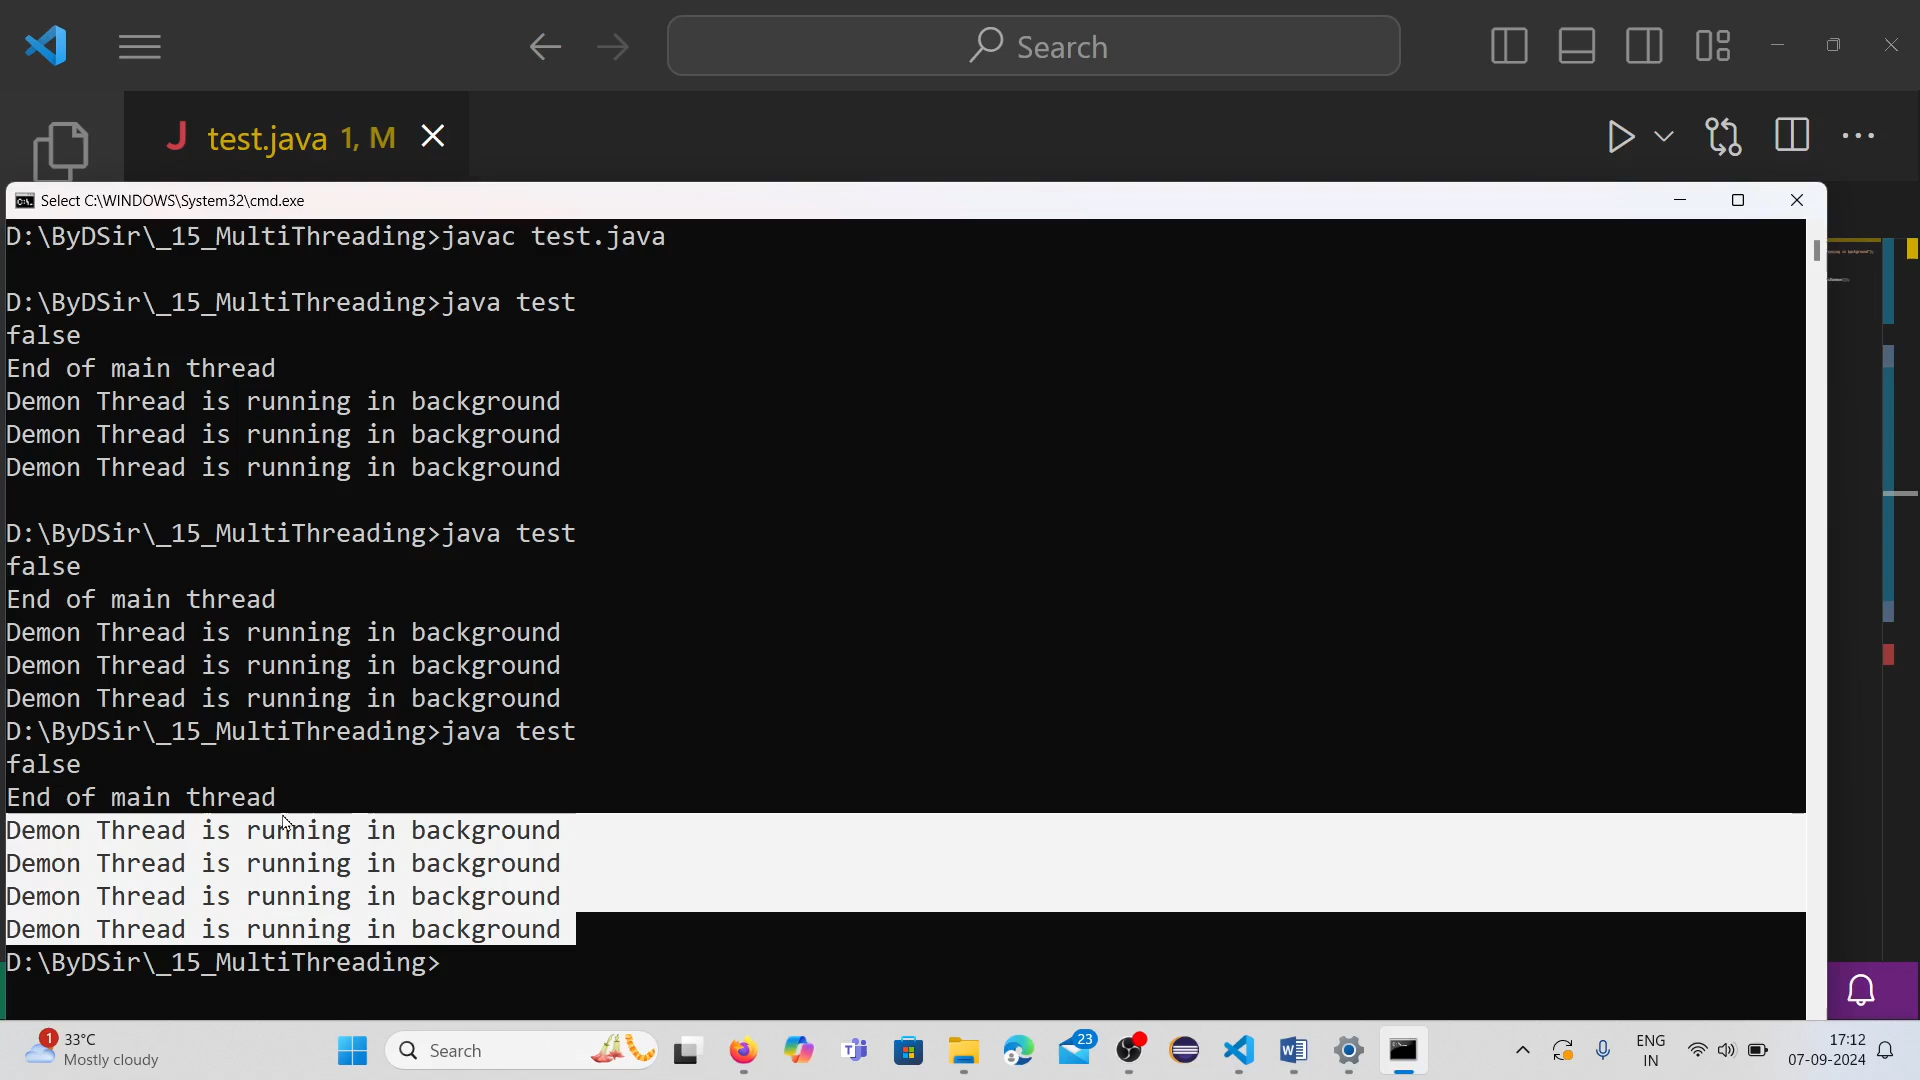 Search
J test.java 1, M
Select C:\WINDOWS\System32\cmd.exe
D:\ByDSir\_15_MultiThreading>javac test.java
D:\ByDSir\_15_MultiThreading>java test
false
End of main thread
Demon Thread is running in background
Demon Thread is running in background
Demon Thread is running in background
D:\ByDSir\_15_MultiThreading>java test
false
End of main thread
Demon Thread is running in background
Demon Thread is running in background
Demon Thread is running in background
D:\ByDSir\_15_MultiThreading>java test
false
End of main thread
Demon Thread is running in background
Demon Thread is running in background
Demon Thread is running in background
Demon Thread is running in background
D:\ByDSir\_15_MultiThreading>
1
33°C
Mostly cloudy
Search
23
ENG
IN
17:12
07-09-2024